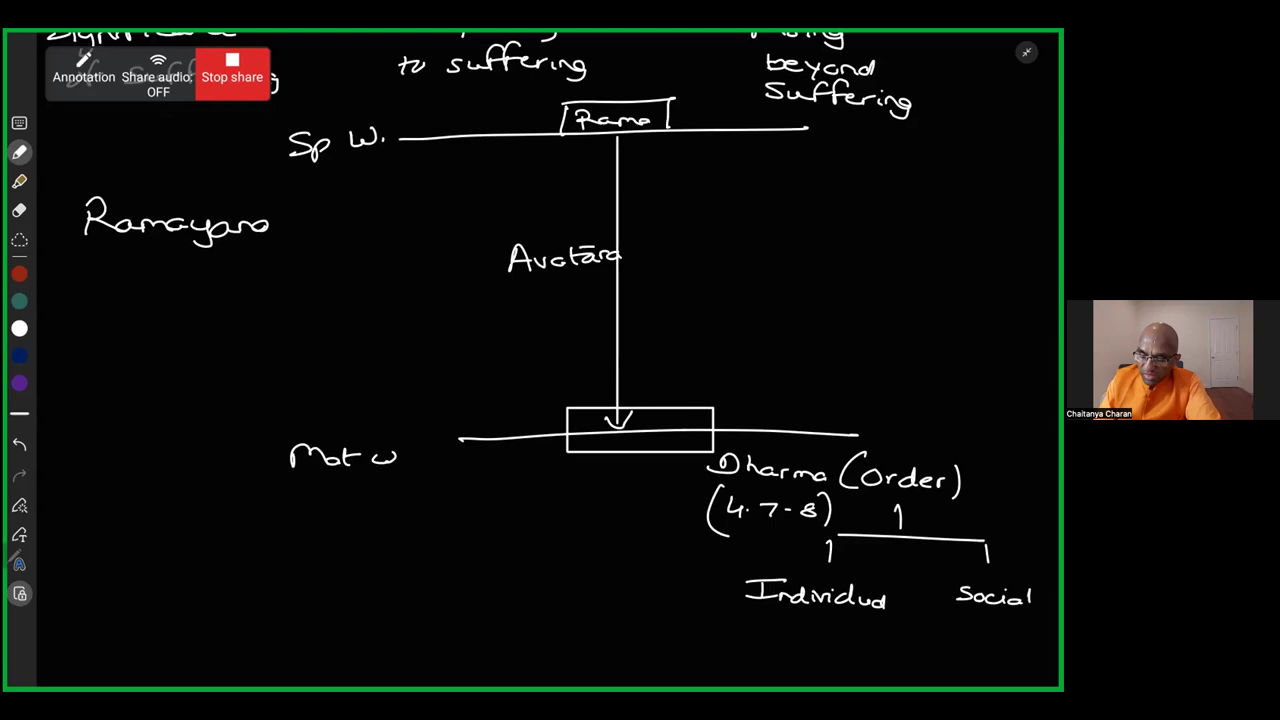 to suffering
beyond
Suffering
Annotation
Share audio:
OFF
Stop share
Rama
Sp W.
Ramayana
Avatāra
Mat w
Dharma (Order)
(4.7-8)
Individual
Social
Chaitanya Charan